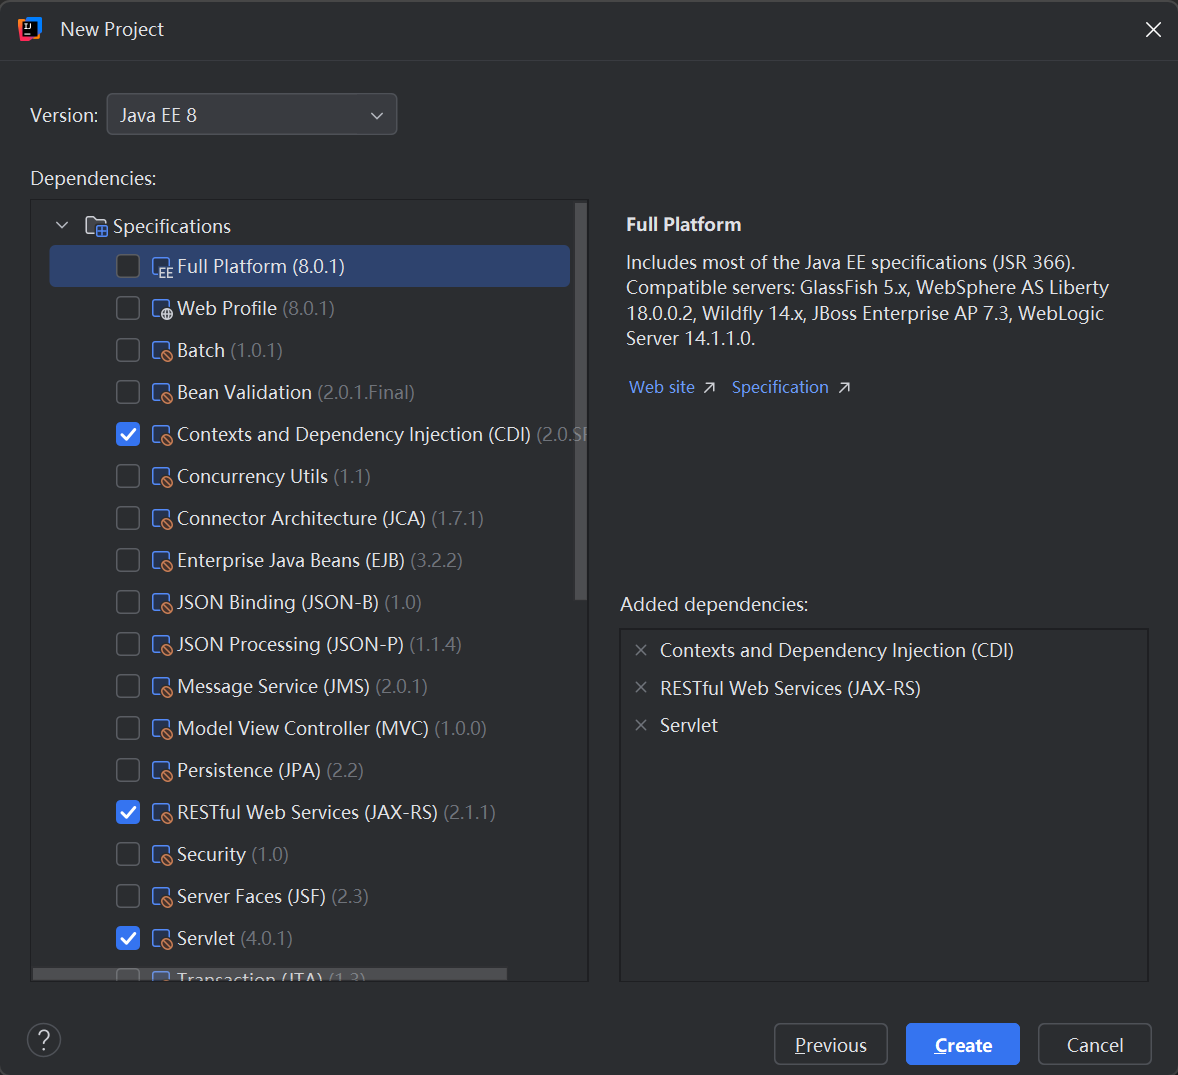 New Project
Version:
Java EE 8
Dependencies:
Specifications
Full Platform (8.0.1)
Web Profile (8.0.1)
Batch (1.0.1)
Bean Validation (2.0.1.Final)
Contexts and Dependency Injection (CDI) (2.0.SP
Concurrency Utils (1.1)
Connector Architecture (JCA) (1.7.1)
Enterprise Java Beans (EJB) (3.2.2)
JSON Binding (JSON-B) (1.0)
JSON Processing (JSON-P) (1.1.4)
Message Service (JMS) (2.0.1)
Model View Controller (MVC) (1.0.0)
Persistence (JPA) (2.2)
RESTful Web Services (JAX-RS) (2.1.1)
Security (1.0)
Server Faces (JSF) (2.3)
Servlet (4.0.1)
Transaction (JTA) (1.3)
Full Platform
Includes most of the Java EE specifications (JSR 366).
Compatible servers: GlassFish 5.x, WebSphere AS Liberty
18.0.0.2, Wildfly 14.x, JBoss Enterprise AP 7.3, WebLogic
Server 14.1.1.0.
Web site ↗ Specification ↗
Added dependencies:
Contexts and Dependency Injection (CDI)
RESTful Web Services (JAX-RS)
Servlet
?
Previous
Create
Cancel